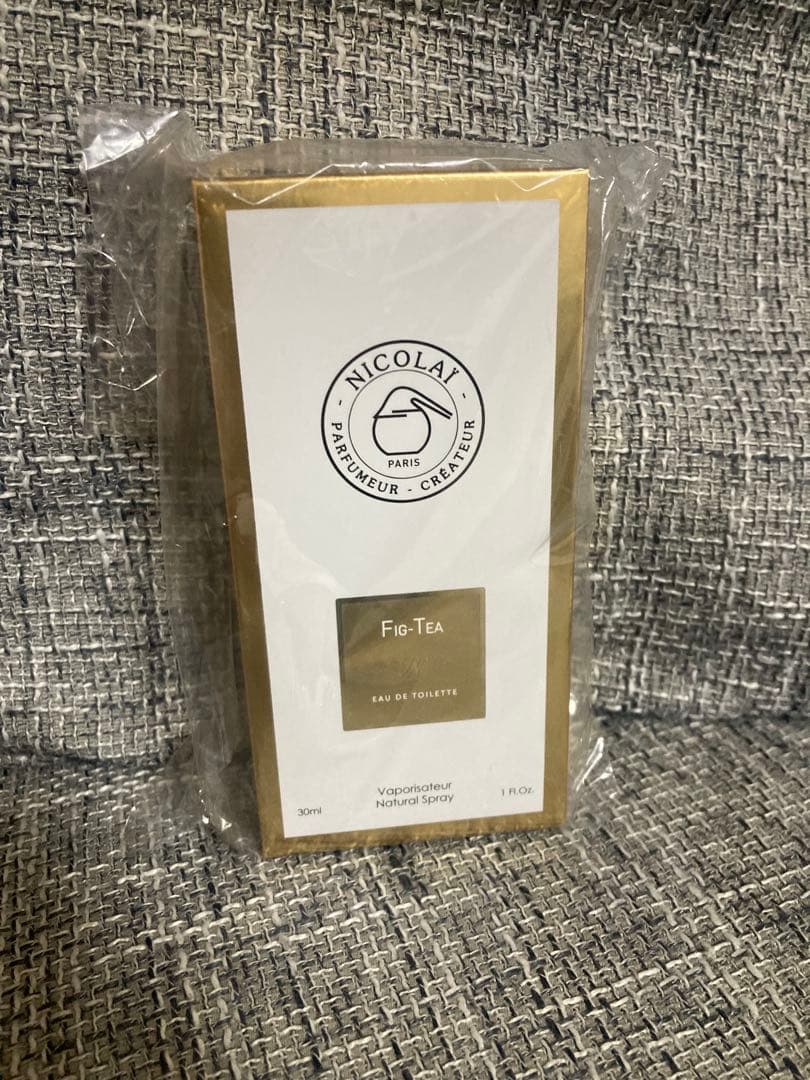 - NICOLAÏ -
PARFUMEUR - CRÉATEUR
PARIS
FIG-TEA
EAU DE TOILETTE
30ml
Vaporisateur
Natural Spray
1 Fl.Oz.